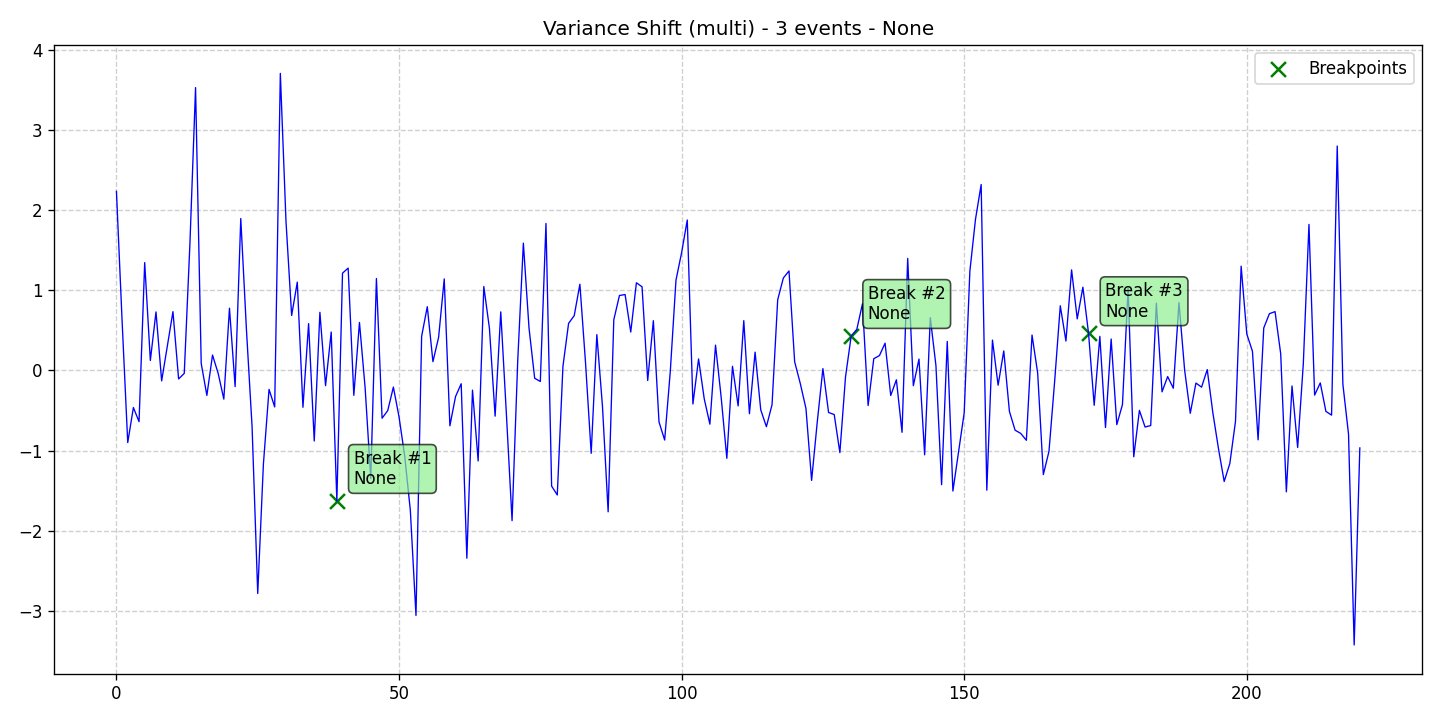 Variance Shift (multi) - 3 events - None
Breakpoints
4
3
2
1
0
−1
−2
−3
Break #1
None
Break #2
None
Break #3
None
0
50
100
150
200